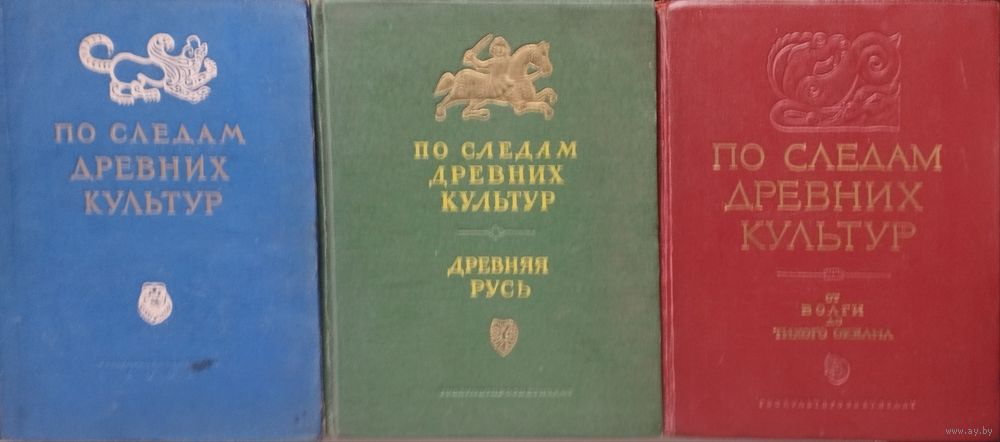 ПО СЛЕДАМ
ДРЕВНИХ
КУЛЬТУР
ПО СЛЕДАМ
ДРЕВНИХ
КУЛЬТУР
ДРЕВНЯЯ
РУСЬ
ПО СЛЕДАМ
ДРЕВНИХ
КУЛЬТУР
ОТ
ВОЛГИ
ДО
ТИХОГО ОКЕАНА
www.ay.by